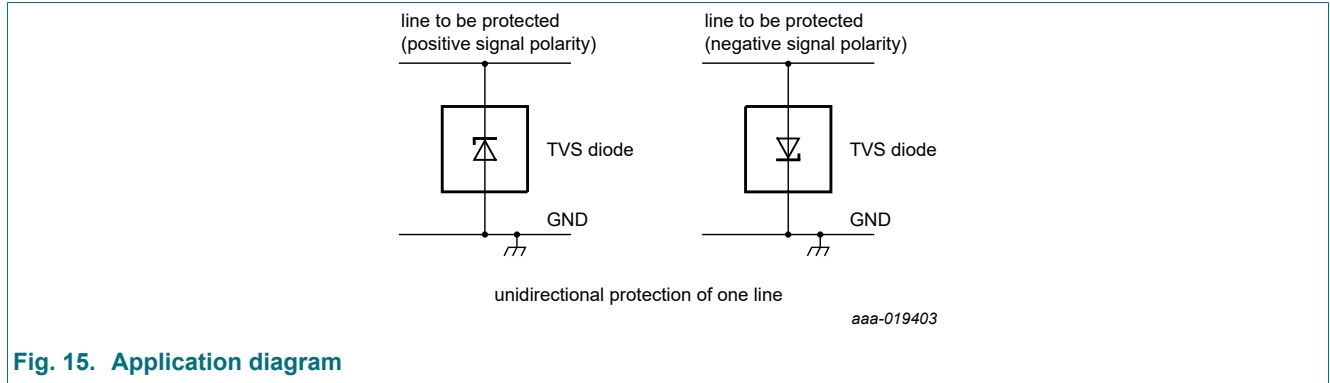 line to be protected
(positive signal polarity)
TVS diode
GND
line to be protected
(negative signal polarity)
TVS diode
GND
unidirectional protection of one line
aaa-019403
Fig. 15. Application diagram